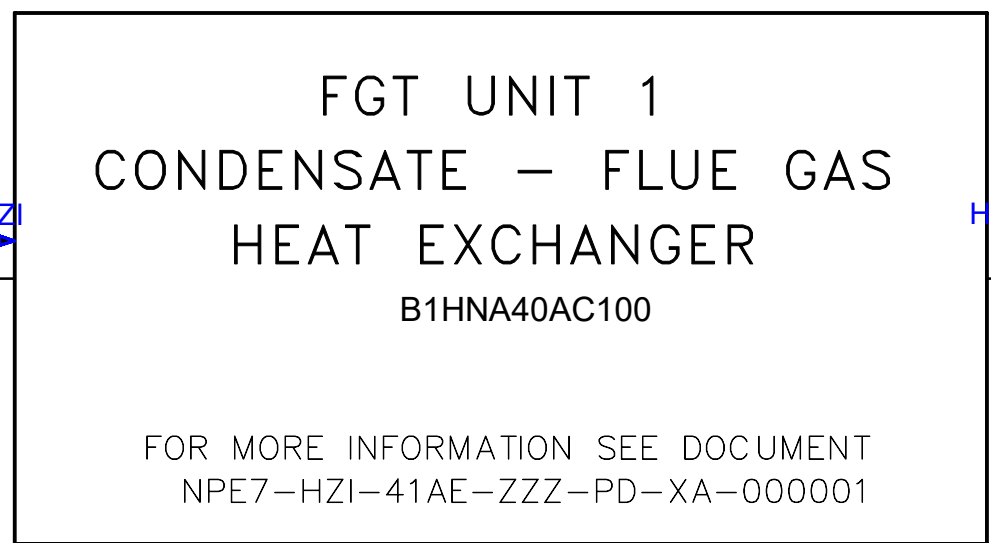 FGT UNIT 1
CONDENSATE – FLUE GAS
HEAT EXCHANGER
ZI
H
B1HNA40AC100
FOR MORE INFORMATION SEE DOCUMENT
NPE7–HZI–41AE–ZZZ–PD–XA–000001